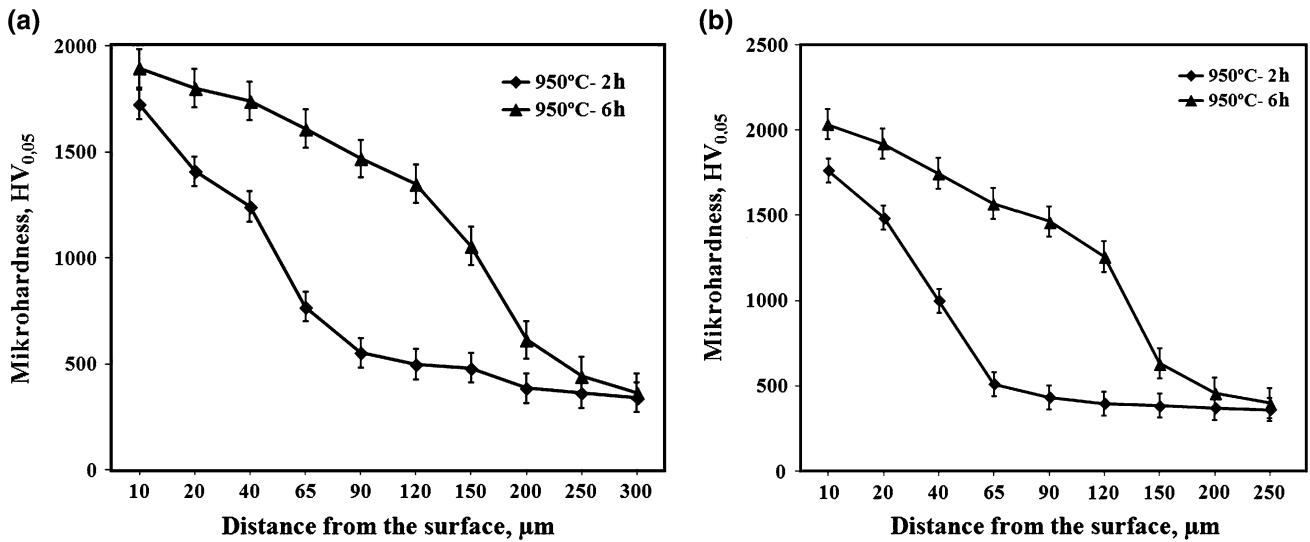 (a)
2000
1500
1000
500
0
Mikrohardness, HV0,05
950ºC- 2h
950ºC- 6h
10 20 40 65 90 120 150 200 250 300
Distance from the surface, µm
(b)
2500
2000
1500
1000
500
0
Mikrohardness, HV0,05
950ºC- 2h
950ºC- 6h
10 20 40 65 90 120 150 200 250
Distance from the surface, µm